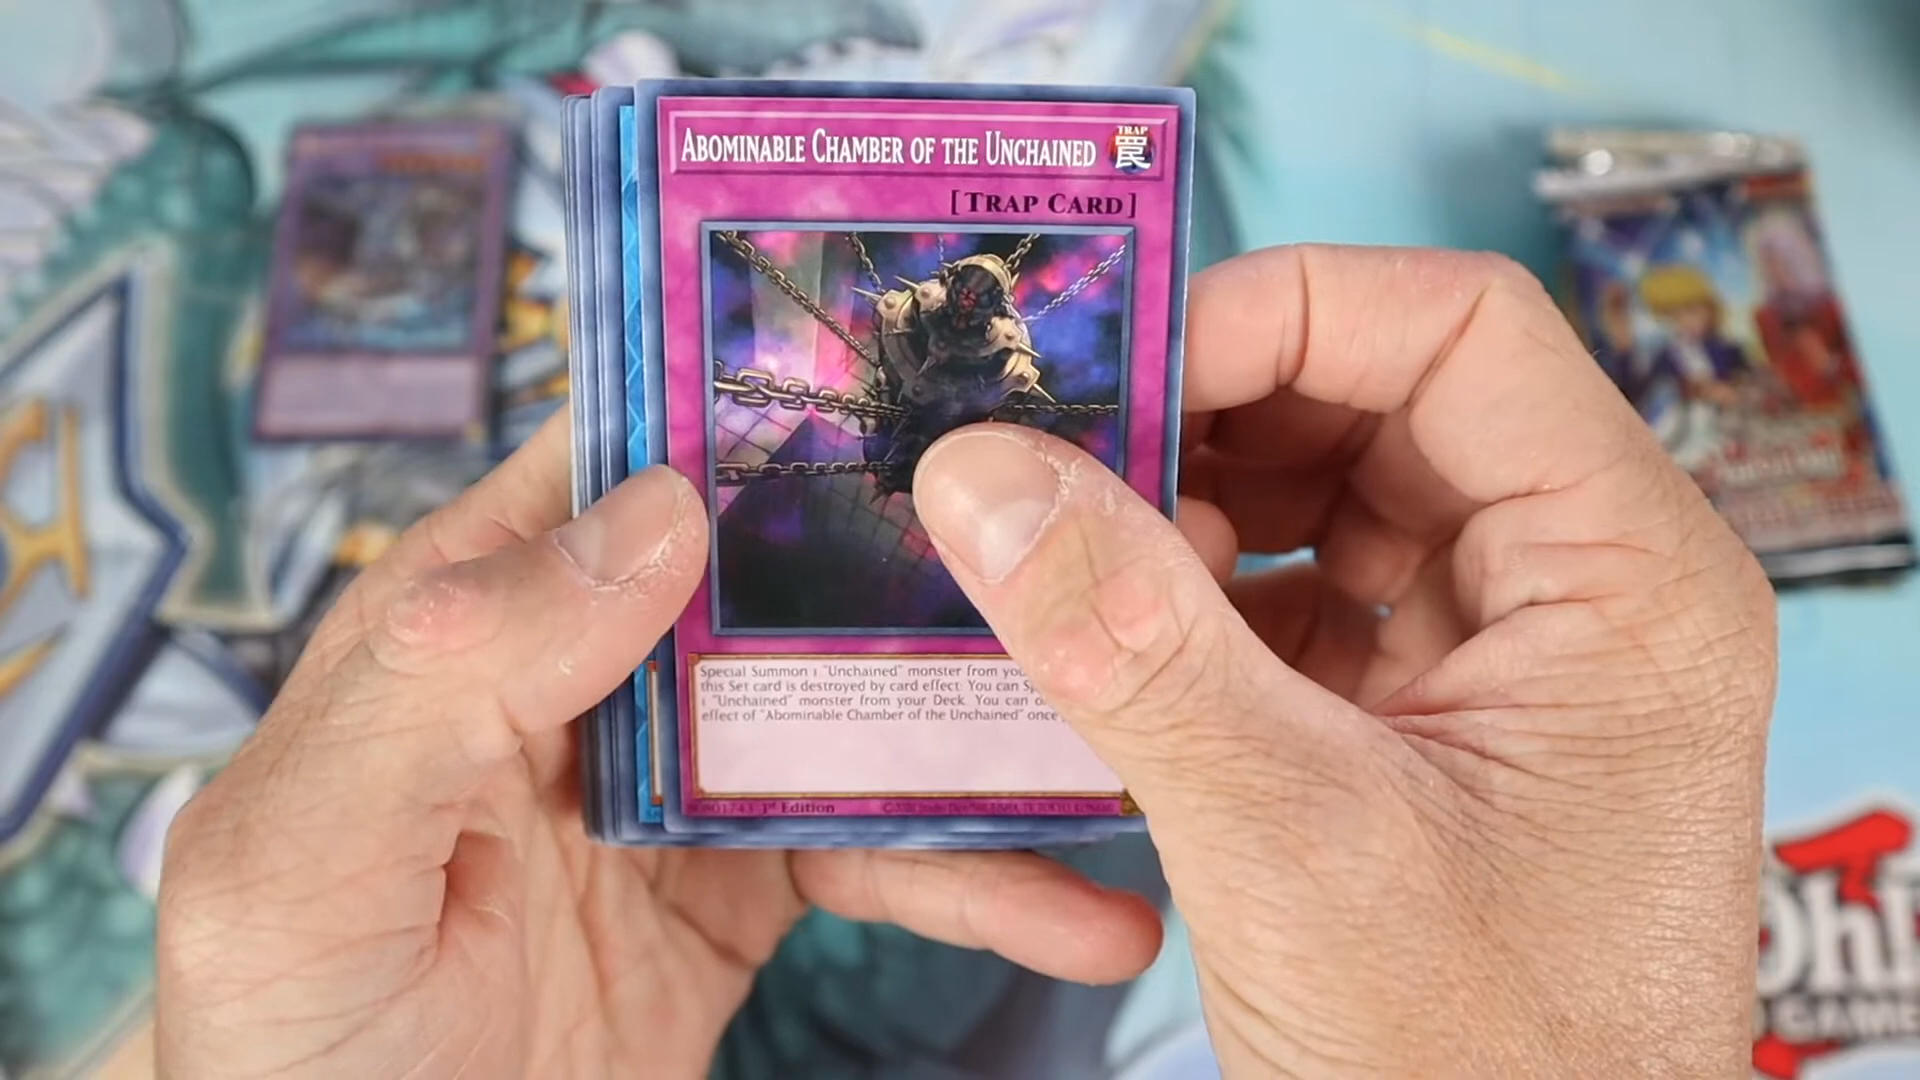 ABOMINABLE CHAMBER OF THE UNCHAINED
TRAP
罠
[TRAP CARD]
Special Summon 1 "Unchained" monster from
this Set card is destroyed by card effect: You can
1 "Unchained" monster from your Deck. You can
effect of "Abominable Chamber of the Unchained" once
1st Edition
Oh!
GAME